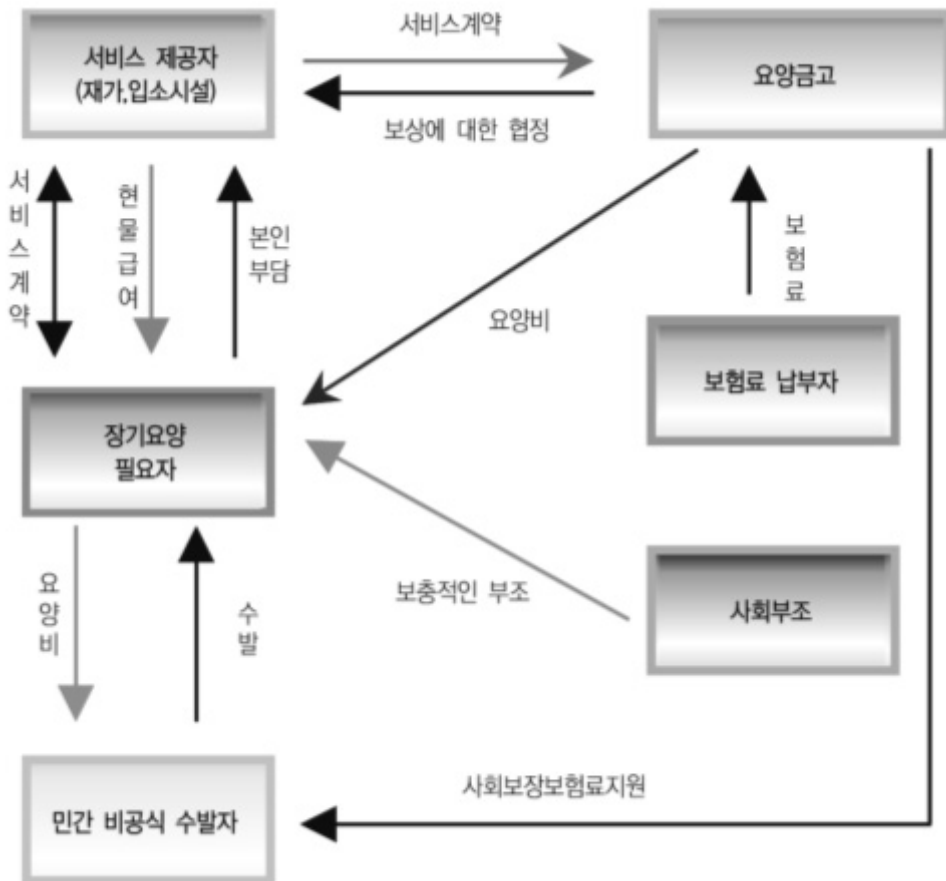 서비스 제공자
(재가,입소시설)
서비스계약
보상에 대한 협정
요양금고
서비스계약
현물급여
본인
부담
보험료
요양비
보험료 납부자
장기요양
필요자
요양비
수발
보충적인 부조
사회부조
사회보장보험료지원
민간 비공식 수발자